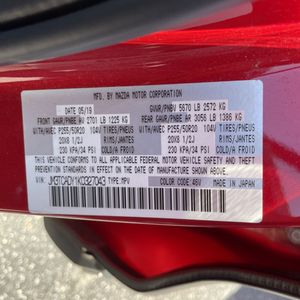 MFD. BY MAZDA MOTOR CORPORATION
DATE 05/19 GVWR/PNBV 5670 LB 2572 KG
FRONT GAWR/PNBE AV 2701 LB 1225 KG REAR GAWR/PNBE AR 3056 LB 1386 KG
WITH/AVEC P255/50R20 104V TIRES/PNEUS WITH/AVEC P255/50R20 104V TIRES/PNEUS
20X8 1/2J RIMS/JANTES 20X8 1/2J RIMS/JANTES
230 KPA/34 PSI COLD/A FROID 230 KPA/34 PSI COLD/A FROID
THIS VEHICLE CONFORMS TO ALL APPLICABLE FEDERAL MOTOR VEHICLE SAFETY,
BUMPER, AND THEFT PREVENTION STANDARDS IN
EFFECT ON THE DATE OF MANUFACTURE SHOWN ABOVE.
JM3TCADY1K0327043 TYPE:MPV COLOR CODE: 46V MADE IN JAPAN